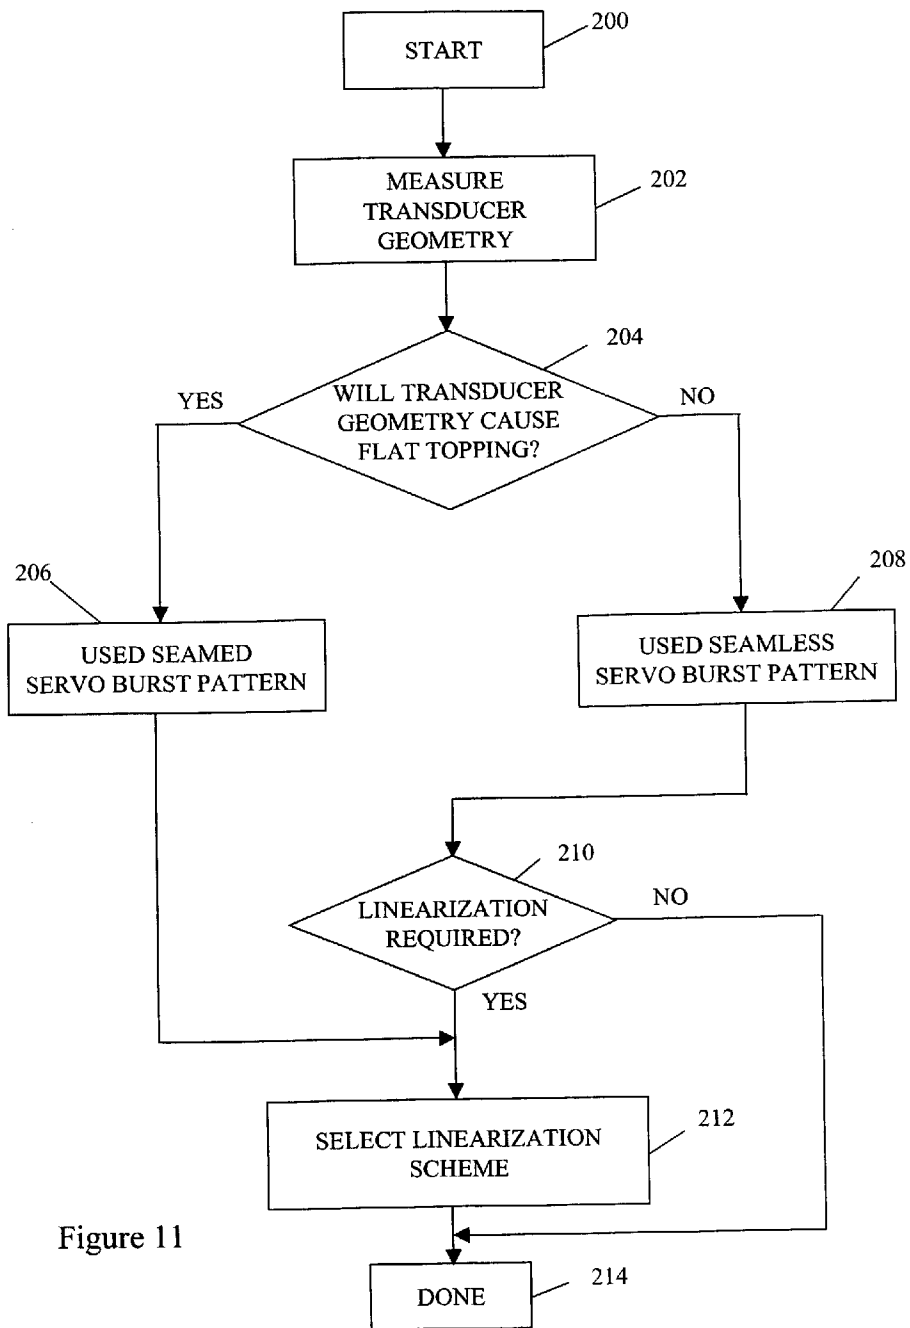 START
200
MEASURE
TRANSDUCER
GEOMETRY
202
204
YES
WILL TRANSDUCER
GEOMETRY CAUSE
FLAT TOPPING?
NO
206
208
USED SEAMED
SERVO BURST PATTERN
USED SEAMLESS
SERVO BURST PATTERN
210
LINEARIZATION
REQUIRED?
NO
YES
SELECT LINEARIZATION
SCHEME
212
Figure 11
DONE
214